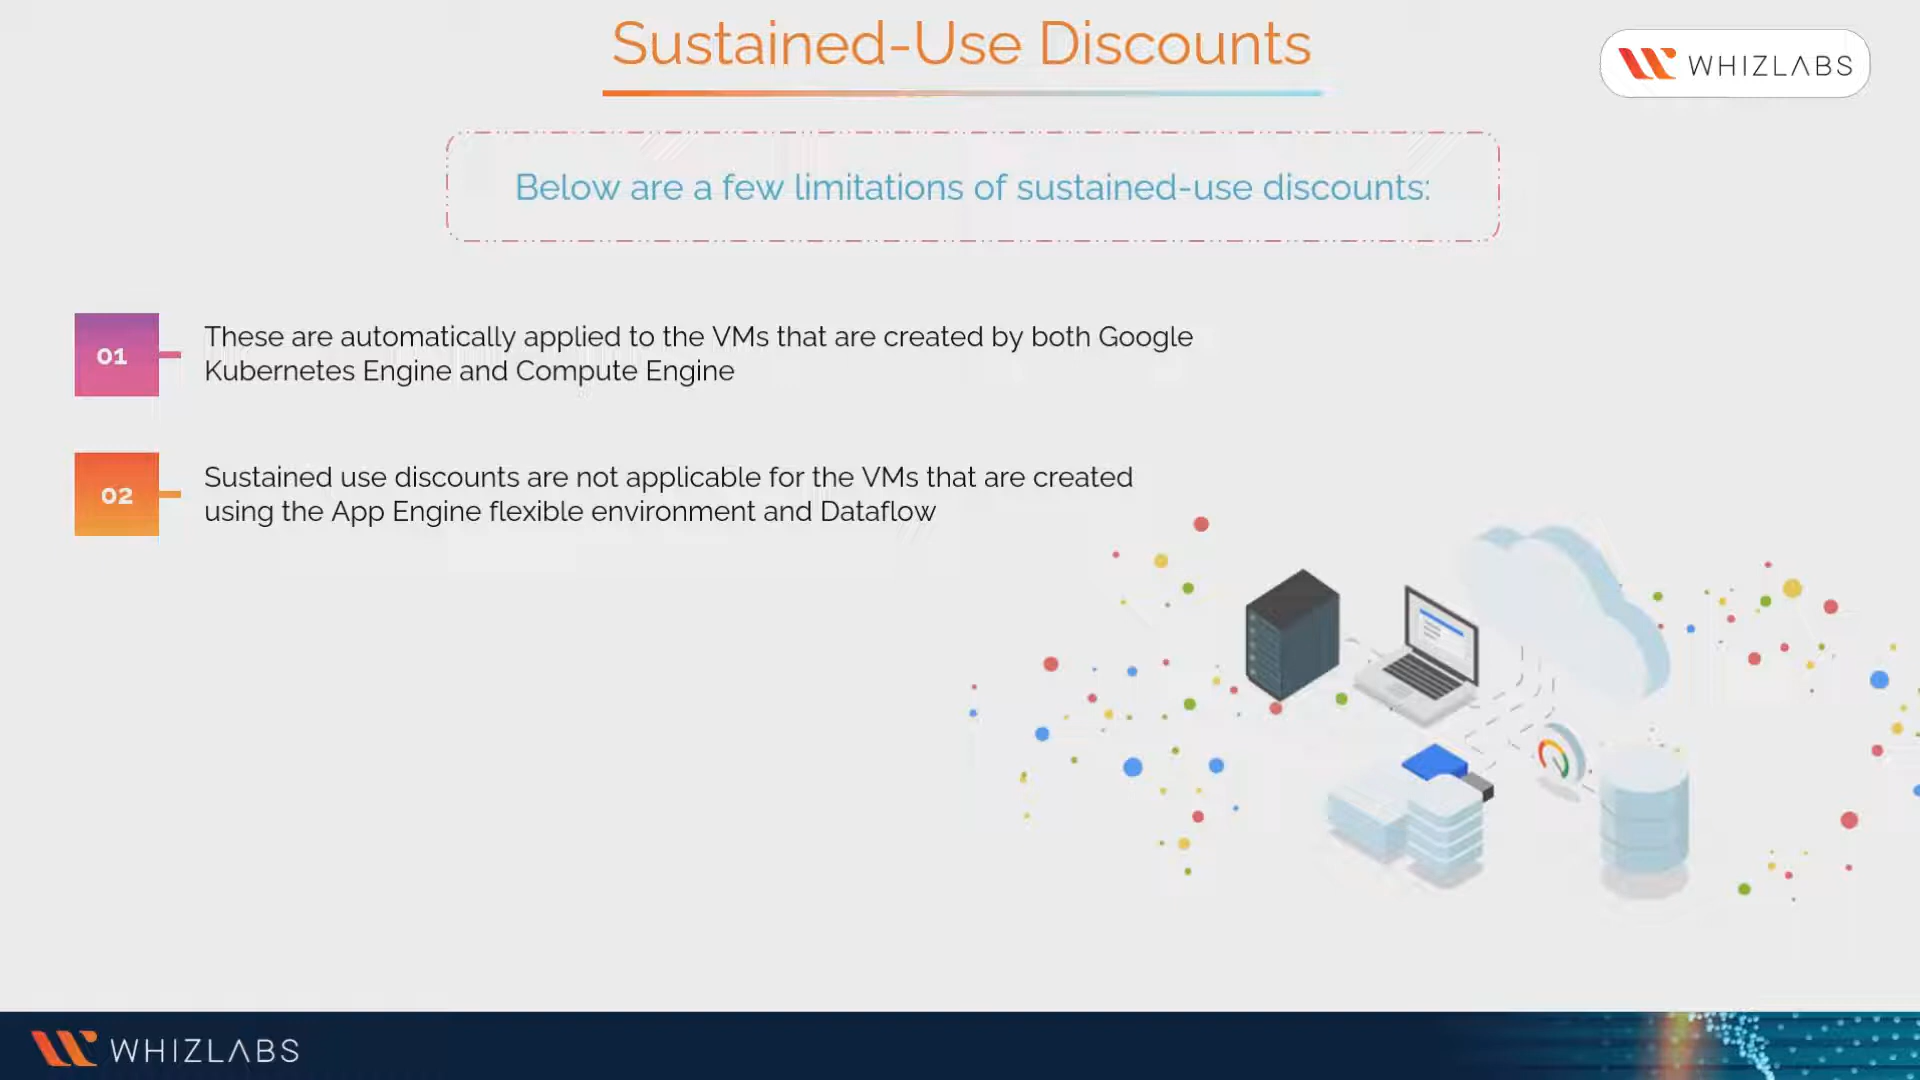 Sustained-Use Discounts
WHIZLABS
Below are a few limitations of sustained-use discounts:
01
These are automatically applied to the VMs that are created by both Google
Kubernetes Engine and Compute Engine
02
Sustained use discounts are not applicable for the VMs that are created
using the App Engine flexible environment and Dataflow
WHIZLABS